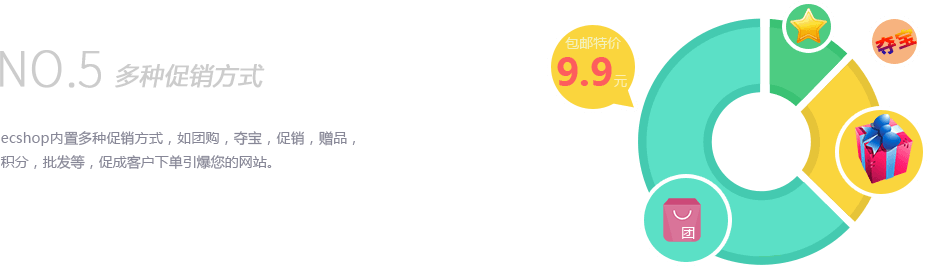 NO.5 多种促销方式
ecshop内置多种促销方式，如团购，夺宝，促销，赠品，
积分，批发等，促成客户下单引爆您的网站。
包邮特价
9.9元
夺宝
团